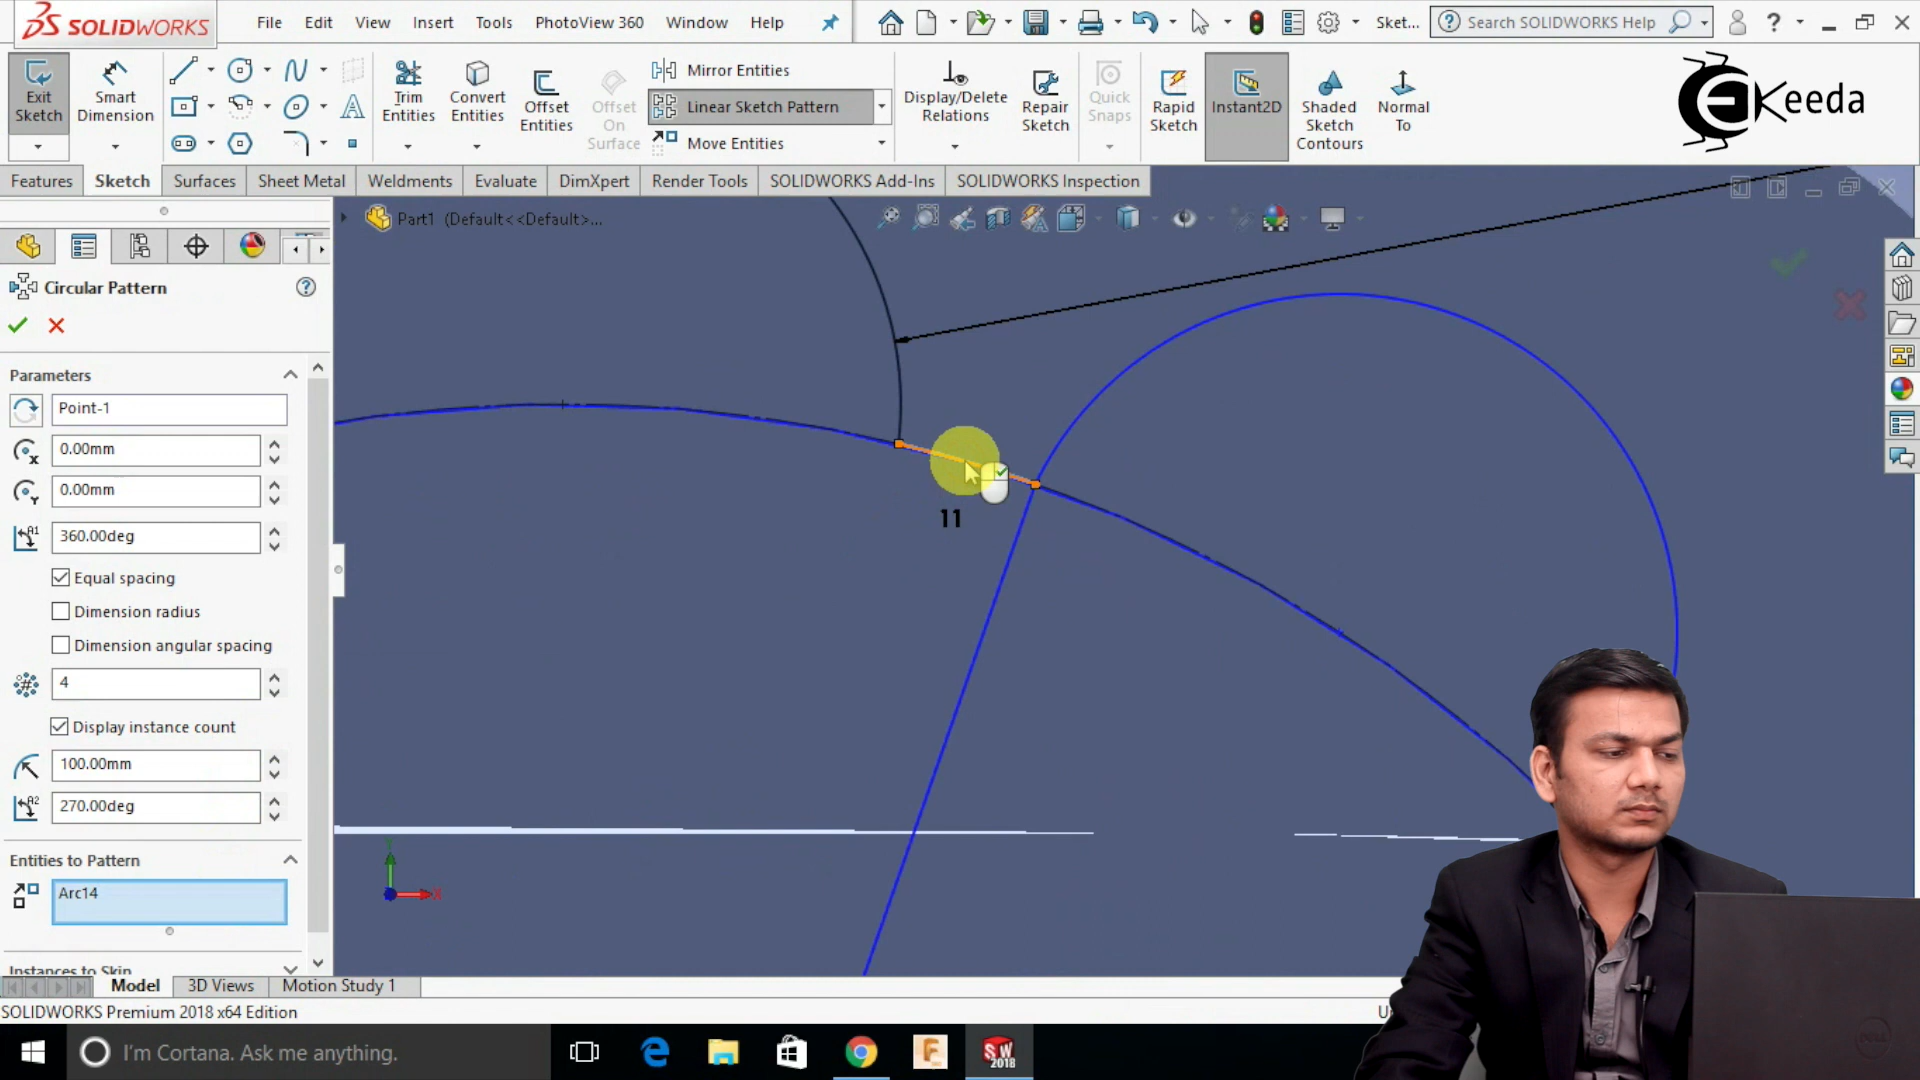 SOLIDWORKS
File Edit View Insert Tools PhotoView 360 Window Help
Sket...
Search SOLIDWORKS Help
Exit Sketch
Smart Dimension
Trim Entities
Convert Entities
Offset Entities
Offset On Surface
Mirror Entities
Linear Sketch Pattern
Move Entities
Display/Delete Relations
Repair Sketch
Quick Snaps
Rapid Sketch
Instant2D
Shaded Sketch Contours
Normal To
Keeda
Features Sketch Surfaces Sheet Metal Weldments Evaluate DimXpert Render Tools SOLIDWORKS Add-Ins SOLIDWORKS Inspection
Part1 (Default<<Default>...
Circular Pattern
Parameters
Point-1
0.00mm
0.00mm
360.00deg
Equal spacing
Dimension radius
Dimension angular spacing
4
Display instance count
100.00mm
270.00deg
Entities to Pattern
Arc14
Instances to Skip
11
Model 3D Views Motion Study 1
SOLIDWORKS Premium 2018 x64 Edition
I'm Cortana. Ask me anything.
SW
2018